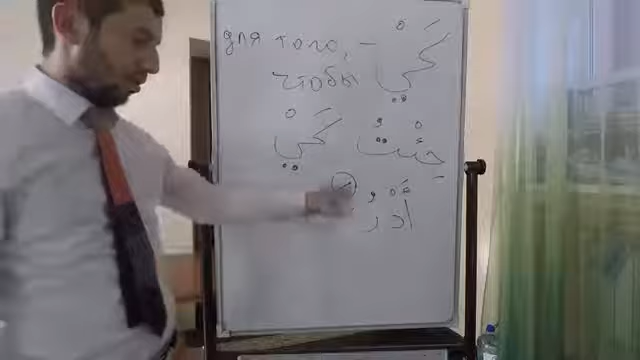 для того, – كَيْ
чтобы
جِئْتُ كَيْ
أَدْرُ